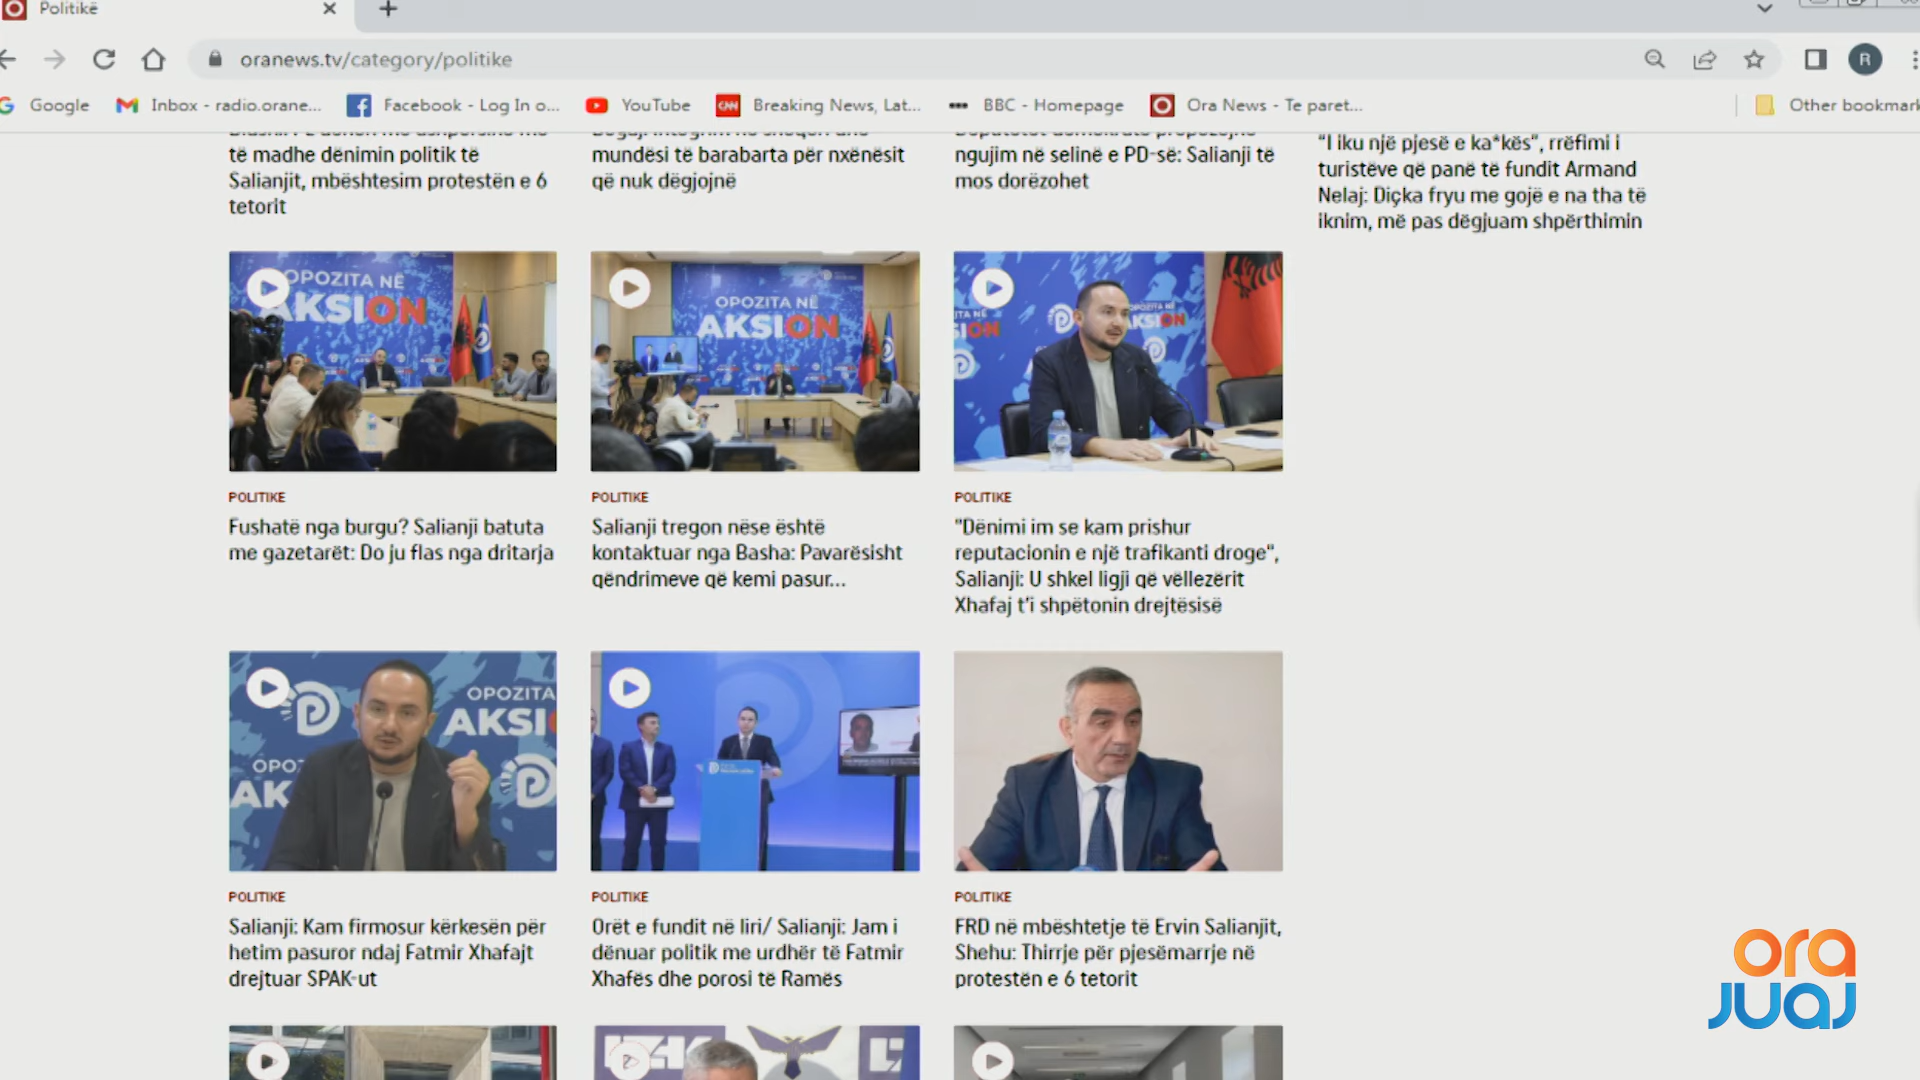 Politikë
oranews.tv/category/politike
R
Google
Inbox - radio.orane...
Facebook - Log In o...
YouTube
CNN
Breaking News, Lat...
BBC - Homepage
Ora News - Te paret...
Other bookmark
të madhe dënimin politik të
Salianjit, mbështesim protestën e 6
tetorit
mundësi të barabarta për nxënësit
që nuk dëgjojnë
ngujim në selinë e PD-së: Salianji të
mos dorëzohet
"I iku një pjesë e ka*kës", rrëfimi i
turistëve që panë të fundit Armand
Nelaj: Diçka fryu me gojë e na tha të
iknim, më pas dëgjuam shpërthimin
OPOZITA NË
AKSION
OPOZITA NË
AKSION
AKSION
POLITIKE
Fushatë nga burgu? Salianji batuta
me gazetarët: Do ju flas nga dritarja
POLITIKE
Salianji tregon nëse është
kontaktuar nga Basha: Pavarësisht
qëndrimeve që kemi pasur...
POLITIKE
"Dënimi im se kam prishur
reputacionin e një trafikanti droge",
Salianji: U shkel ligji që vëllezërit
Xhafaj t'i shpëtonin drejtësisë
OPOZITA
AKSI
OPOZ
AK
POLITIKE
Salianji: Kam firmosur kërkesën për
hetim pasuror ndaj Fatmir Xhafajt
drejtuar SPAK-ut
POLITIKE
Orët e fundit në liri/ Salianji: Jam i
dënuar politik me urdhër të Fatmir
Xhafës dhe porosi të Ramës
POLITIKE
FRD në mbështetje të Ervin Salianjit,
Shehu: Thirrje për pjesëmarrje në
protestën e 6 tetorit
ora
JUAJ